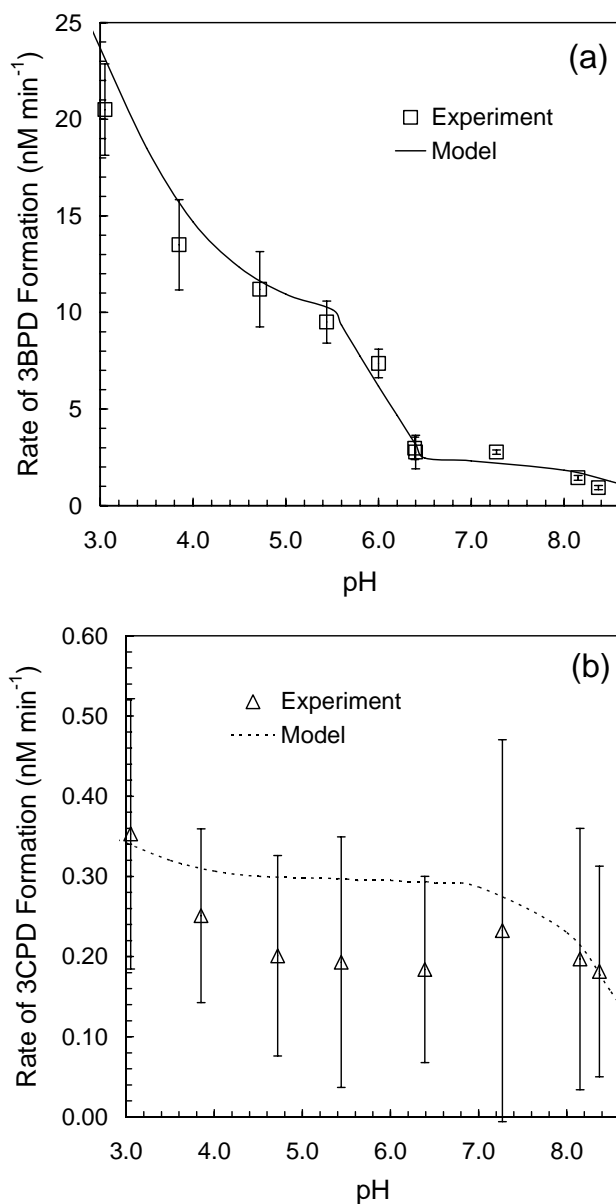 (a)
25
20
15
10
5
0
Rate of 3BPD Formation (nM min⁻¹)
Experiment
Model
3.0 4.0 5.0 6.0 7.0 8.0
pH
(b)
0.60
0.50
0.40
0.30
0.20
0.10
0.00
Rate of 3CPD Formation (nM min⁻¹)
Experiment
Model
3.0 4.0 5.0 6.0 7.0 8.0
pH